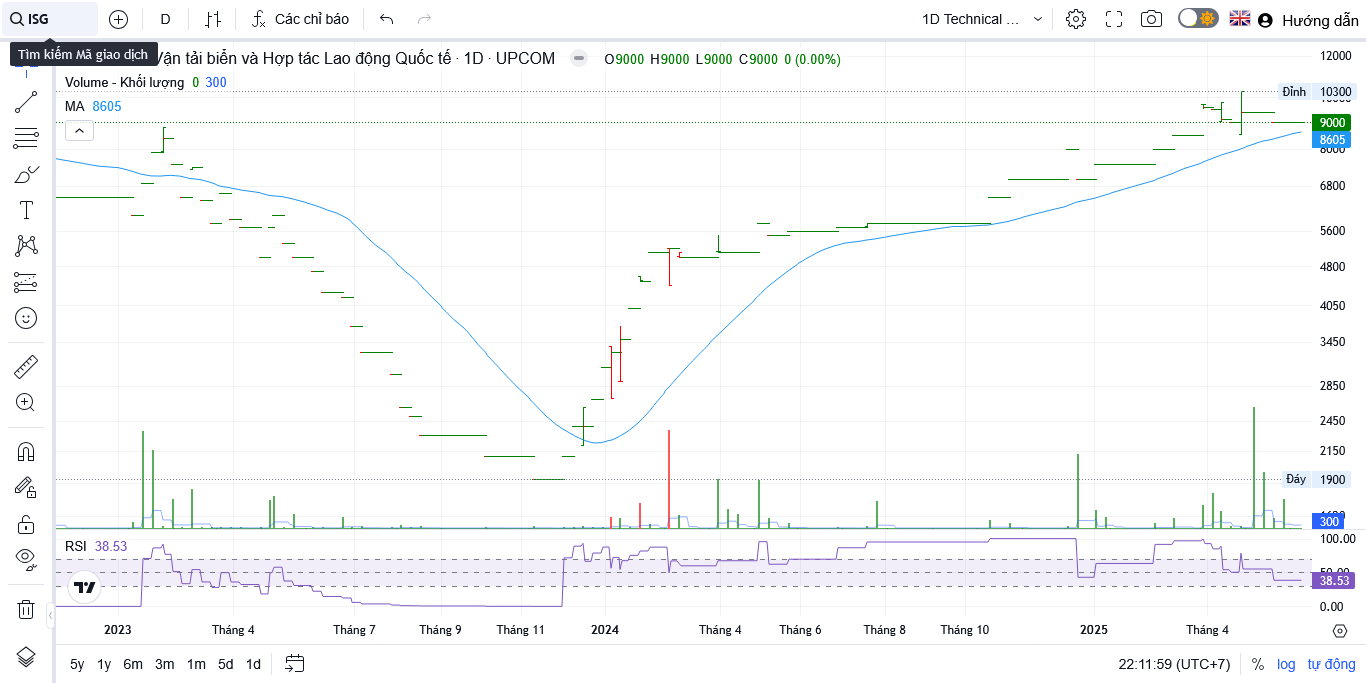 ISG
D
Các chỉ báo
1D Technical ...
Hướng dẫn
Tìm kiếm Mã giao dịch
Vận tải biển và Hợp tác Lao động Quốc tế · 1D · UPCOM
O9000 H9000 L9000 C9000 0 (0.00%)
Volume - Khối lượng 0 300
MA 8605
12000
Đỉnh 10300
9000
8605
8000
6800
5600
4800
4050
3450
2850
2450
2150
Đáy 1900
300
RSI 38.53
100.00
38.53
0.00
2023 Tháng 4 Tháng 7 Tháng 9 Tháng 11 2024 Tháng 4 Tháng 6 Tháng 8 Tháng 10 2025 Tháng 4
5y 1y 6m 3m 1m 5d 1d
22:11:59 (UTC+7) % log tự động